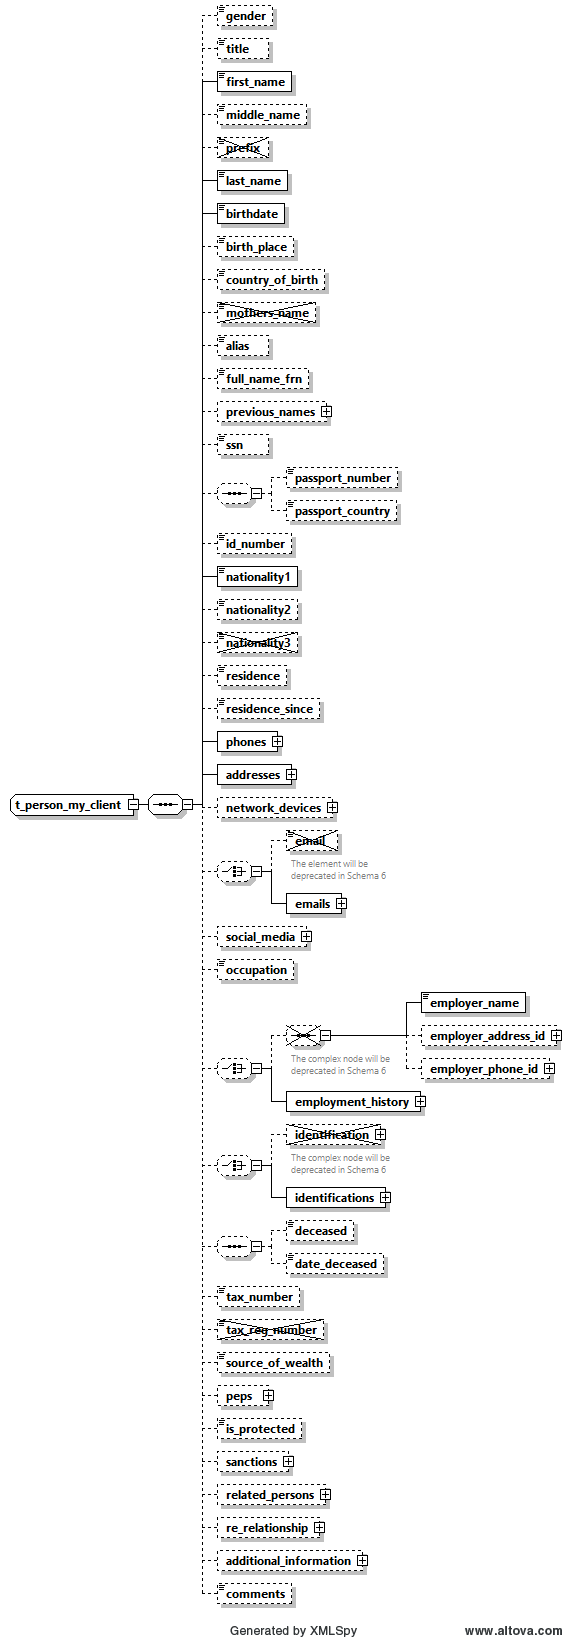 gender
title
first_name
middle_name
prefix
last_name
birthdate
birth_place
country_of_birth
mothers_name
alias
full_name_frn
previous_names
ssn
passport_number
passport_country
id_number
nationality1
nationality2
nationality3
residence
residence_since
phones
addresses
t_person_my_client
network_devices
email
The element will be
deprecated in Schema 6
emails
social_media
occupation
employer_name
employer_address_id
The complex node will be
deprecated in Schema 6
employer_phone_id
employment_history
identification
The complex node will be
deprecated in Schema 6
identifications
deceased
date_deceased
tax_number
tax_reg_number
source_of_wealth
peps
is_protected
sanctions
related_persons
re_relationship
additional_information
comments
Generated by XMLSpy www.altova.com